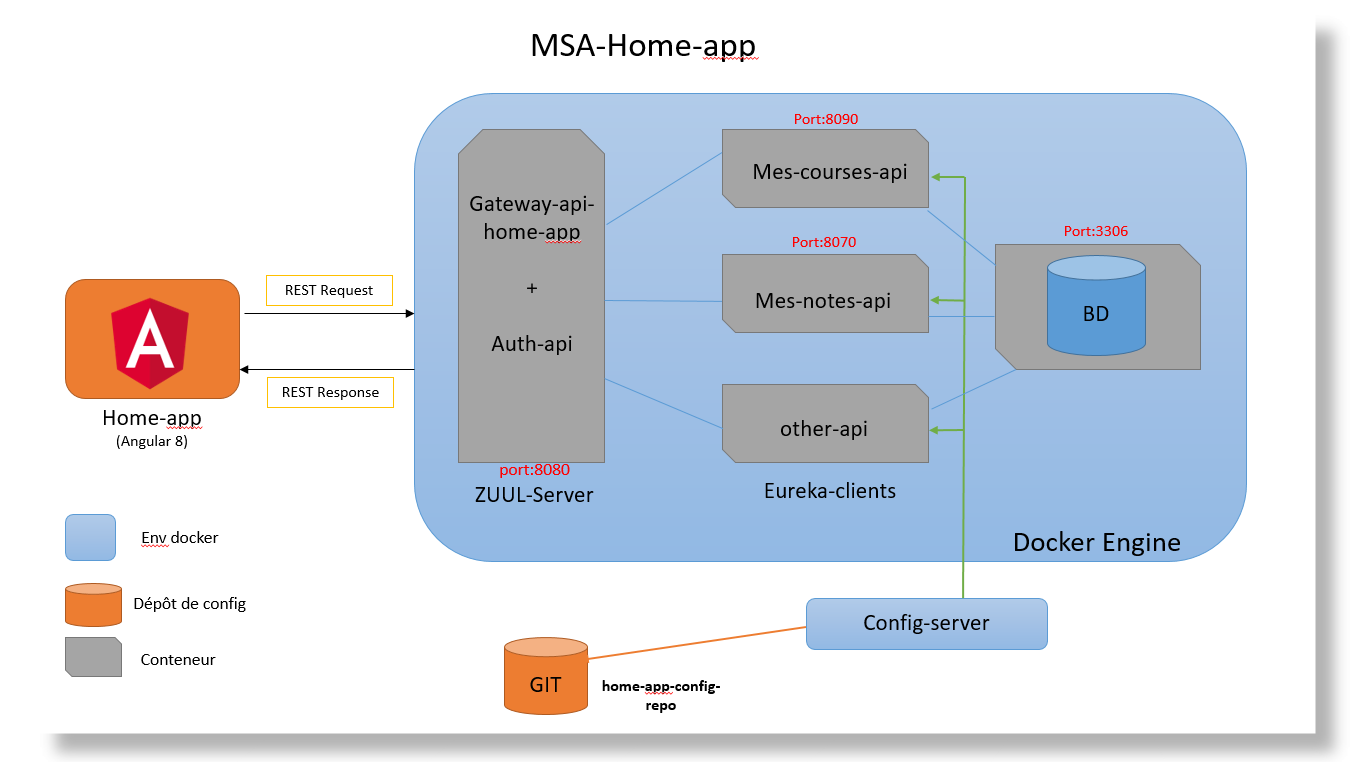 MSA-Home-app
Port:8090
Mes-courses-api
Gateway-api-
home-app
+
Auth-api
port:8080
ZUUL-Server
Port:8070
Mes-notes-api
other-api
Eureka-clients
Port:3306
BD
Docker Engine
REST Request
REST Response
A
Home-app
(Angular 8)
Env docker
Dépôt de config
Conteneur
Config-server
GIT
home-app-config-
repo